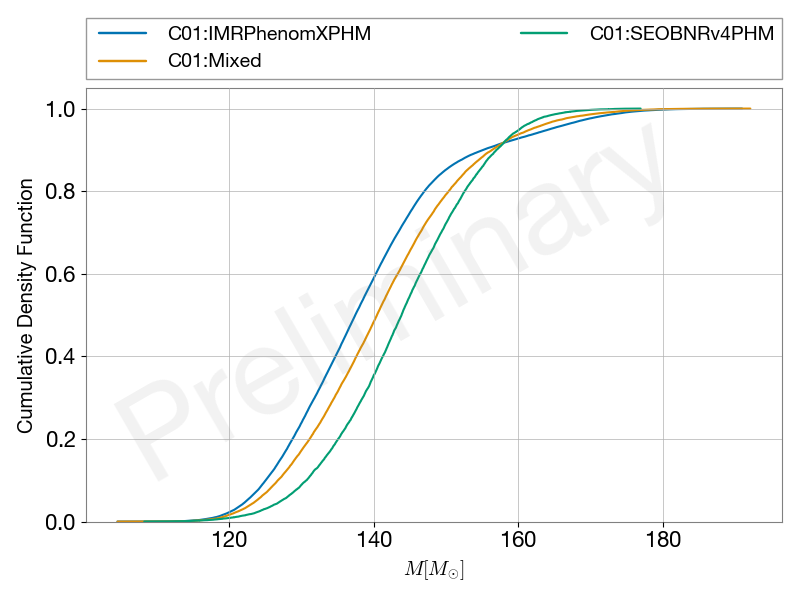 C01:IMRPhenomXPHM
C01:Mixed
C01:SEOBNRv4PHM
1.0
0.8
0.6
0.4
0.2
0.0
Cumulative Density Function
Preliminary
120 140 160 180
M[M⊙]